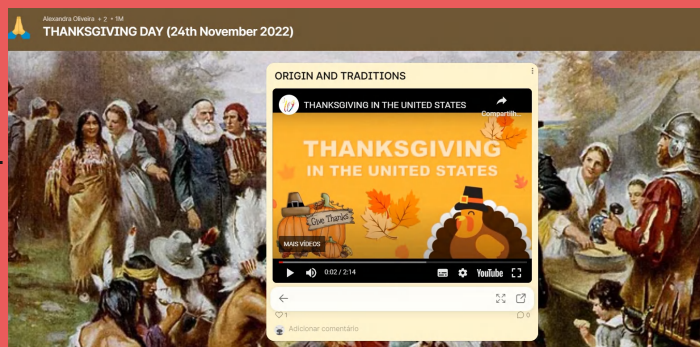 Alexandra Oliveira + 2 • 1M
THANKSGIVING DAY (24th November 2022)
ORIGIN AND TRADITIONS
THANKSGIVING IN THE UNITED STATES
Compartilh...
THANKSGIVING
IN THE UNITED STATES
Give Thanks
MAIS VÍDEOS
0:02 / 2:14
YouTube
1
0
Adicionar comentário